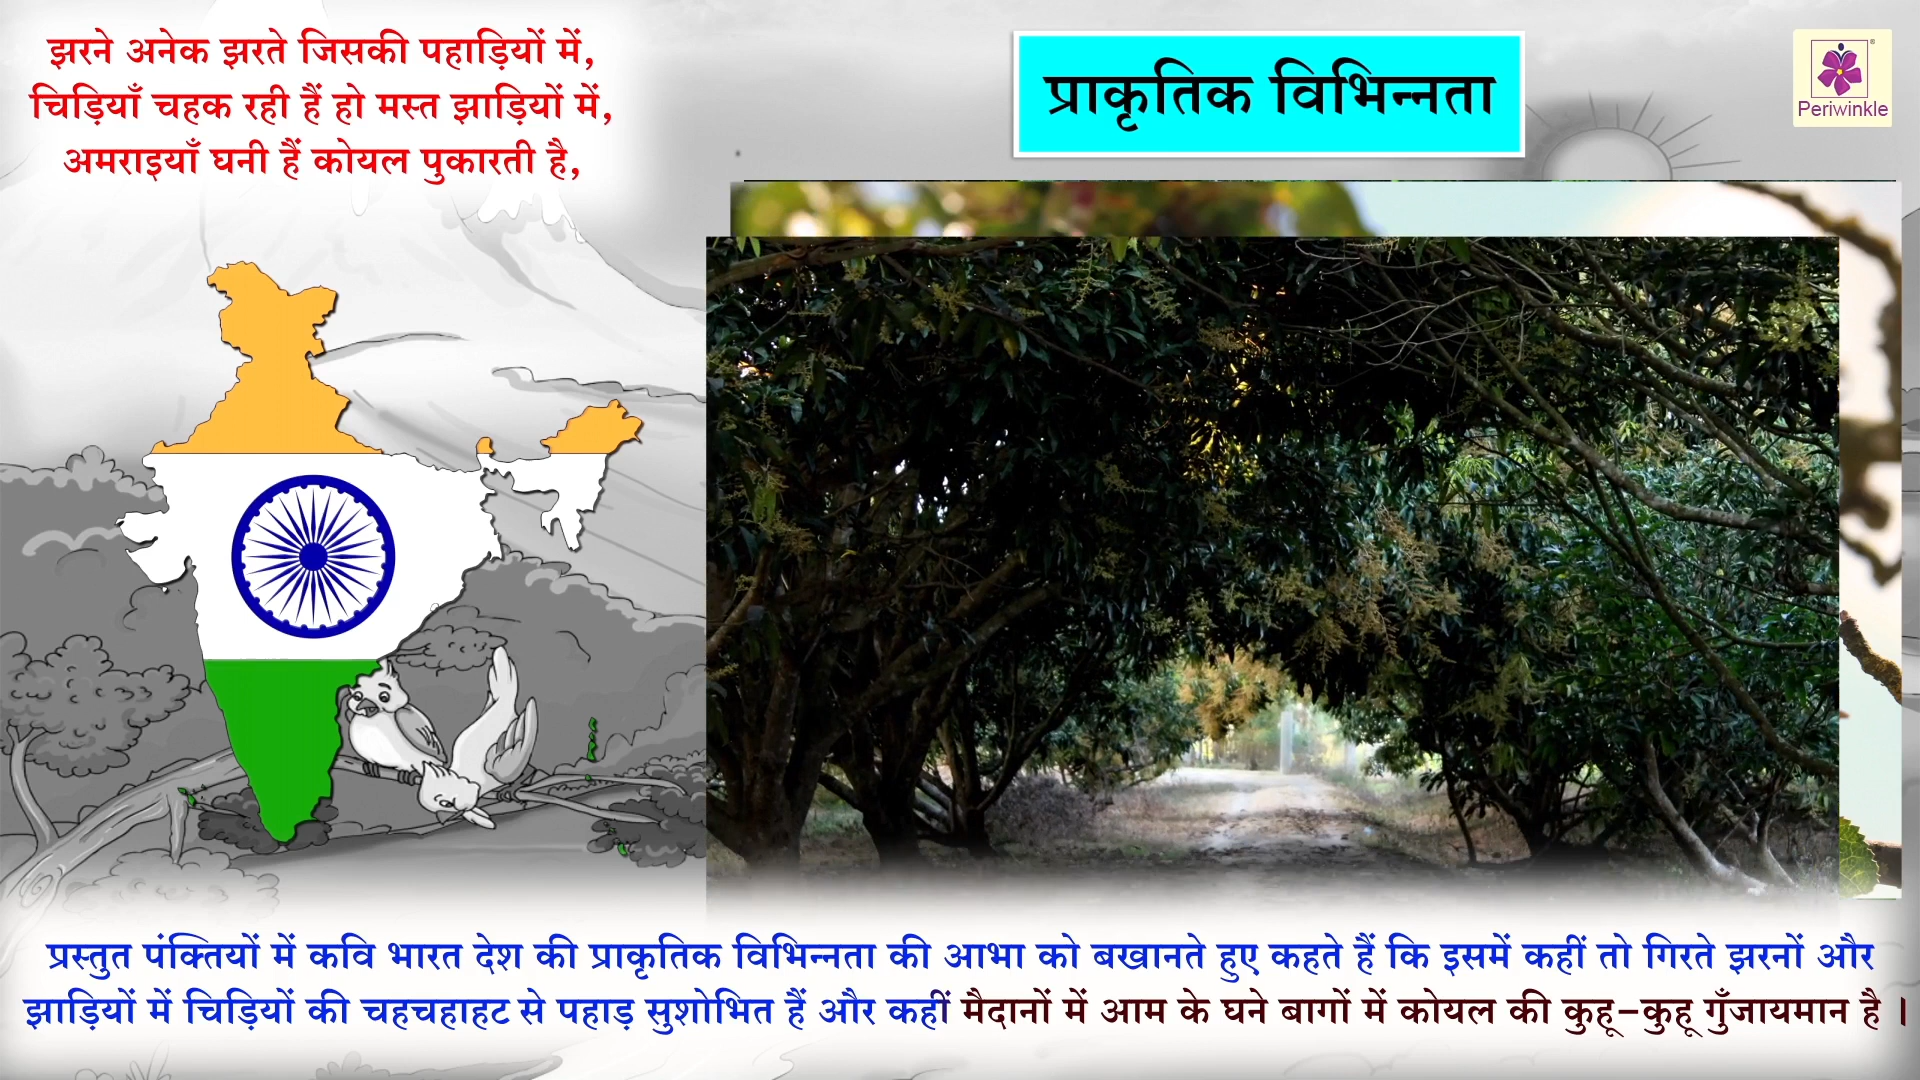 झरने अनेक झरते जिसकी पहाड़ियों में,
चिड़ियाँ चहक रही हैं हो मस्त झाड़ियों में,
अमराइयाँ घनी हैं कोयल पुकारती है,
प्राकृतिक विभिन्नता
Periwinkle
प्रस्तुत पंक्तियों में कवि भारत देश की प्राकृतिक विभिन्नता की आभा को बखानते हुए कहते हैं कि इसमें कहीं तो गिरते झरनों और
झाड़ियों में चिड़ियों की चहचहाहट से पहाड़ सुशोभित हैं और कहीं मैदानों में आम के घने बागों में कोयल की कुहू-कुहू गुँजायमान है ।